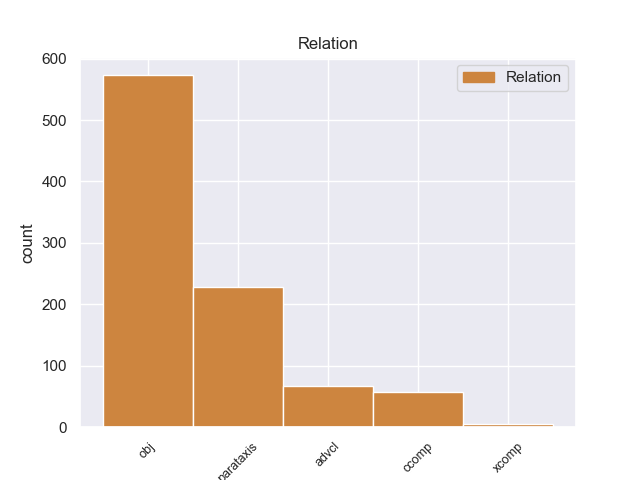 Relation
600
500
400
300
200
100
0
count
Relation
obj
parataxis
advcl
ccomp
xcomp